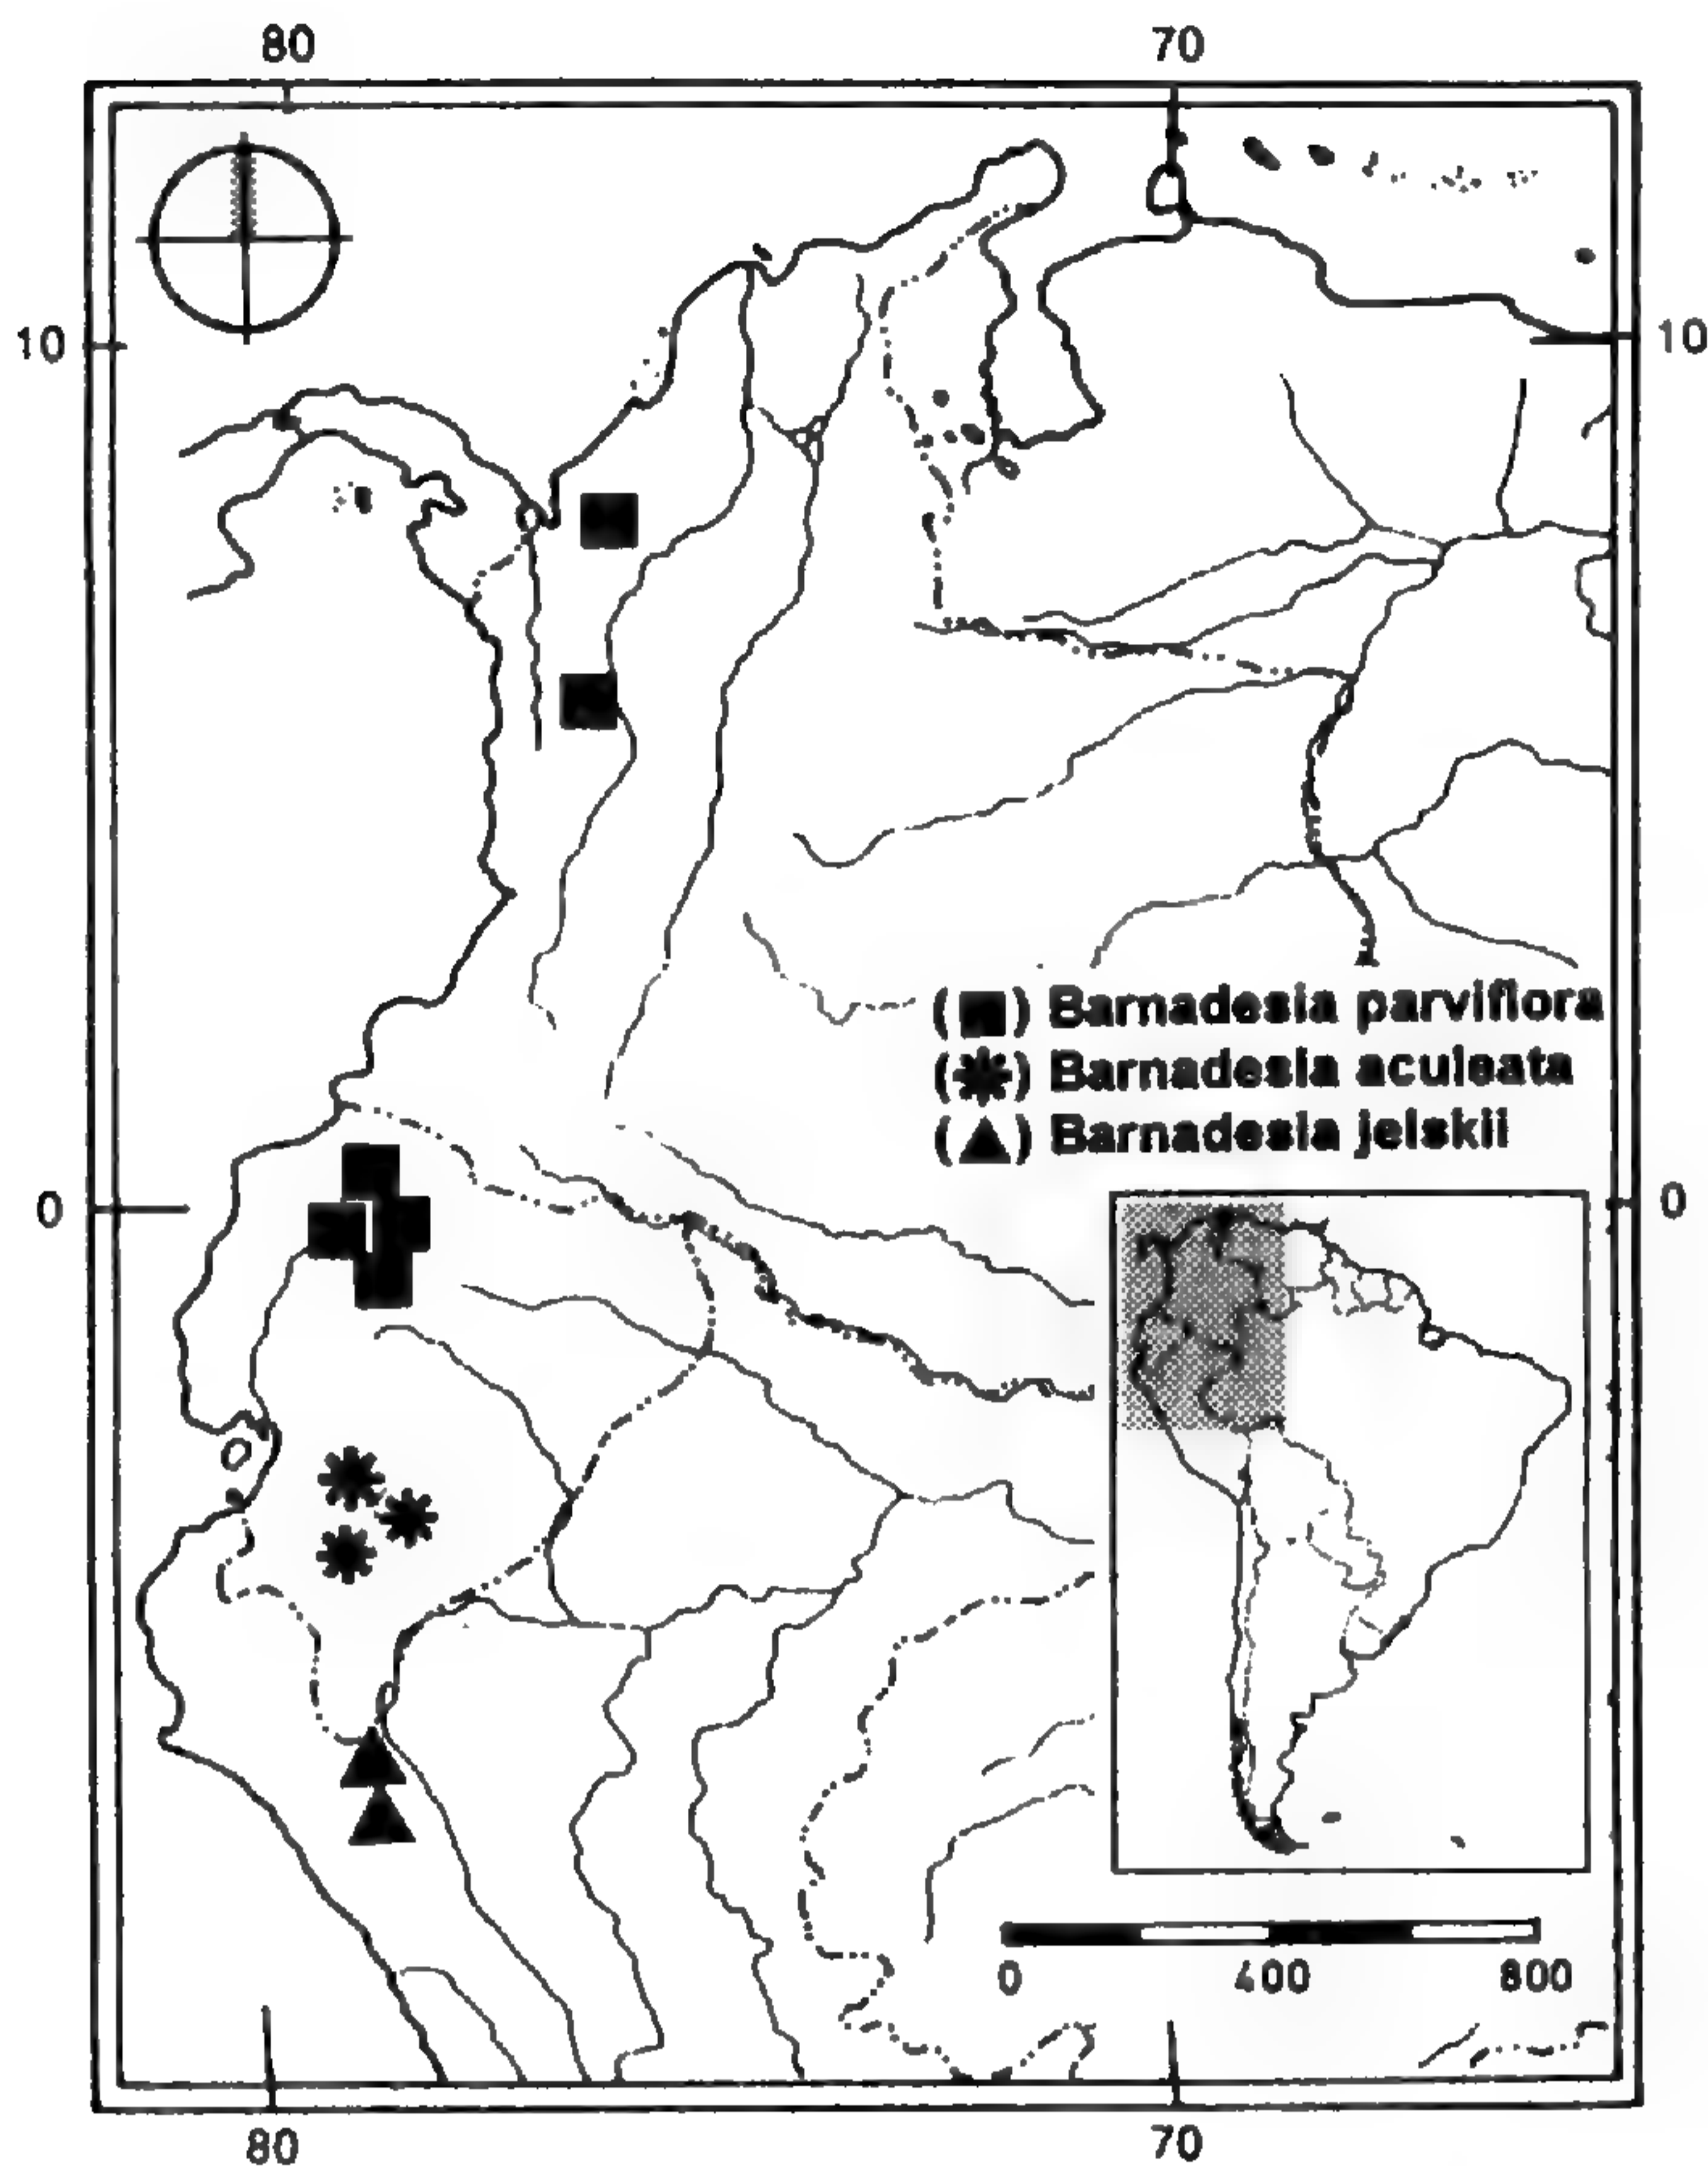 80 70
10 10
(■) Barnadesia parviflora
(✱) Barnadesia aculeata
(▲) Barnadesia jelskii
0 0
0 400 800
80 70